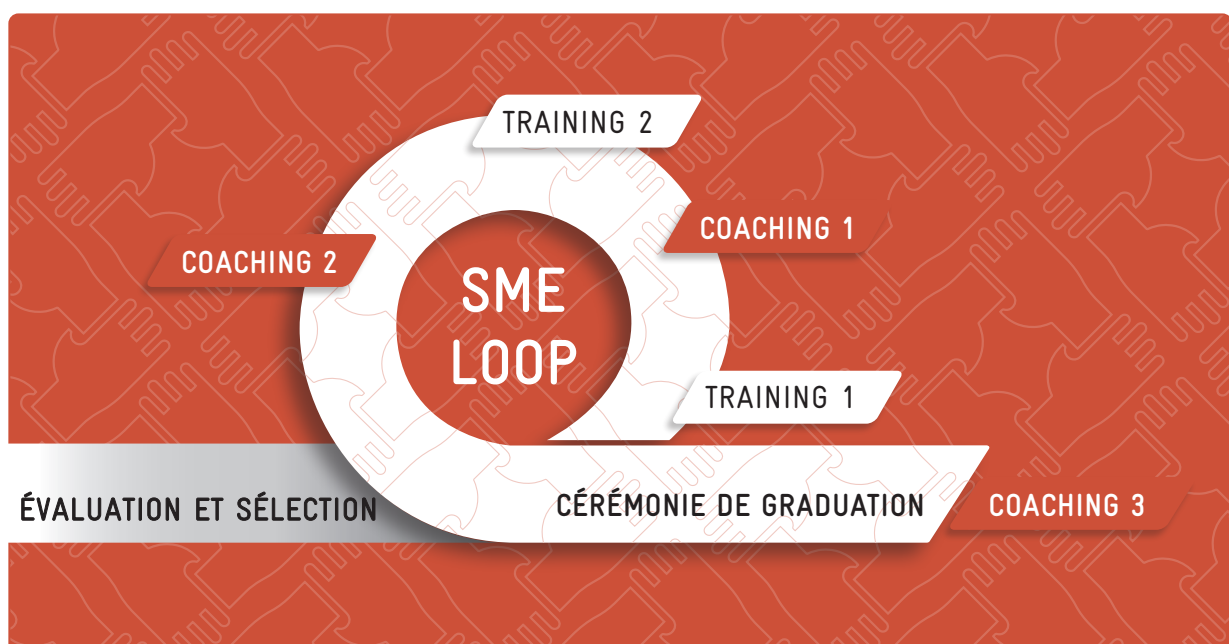 TRAINING 2
COACHING 1
COACHING 2
SME
LOOP
TRAINING 1
ÉVALUATION ET SÉLECTION
CÉRÉMONIE DE GRADUATION
COACHING 3